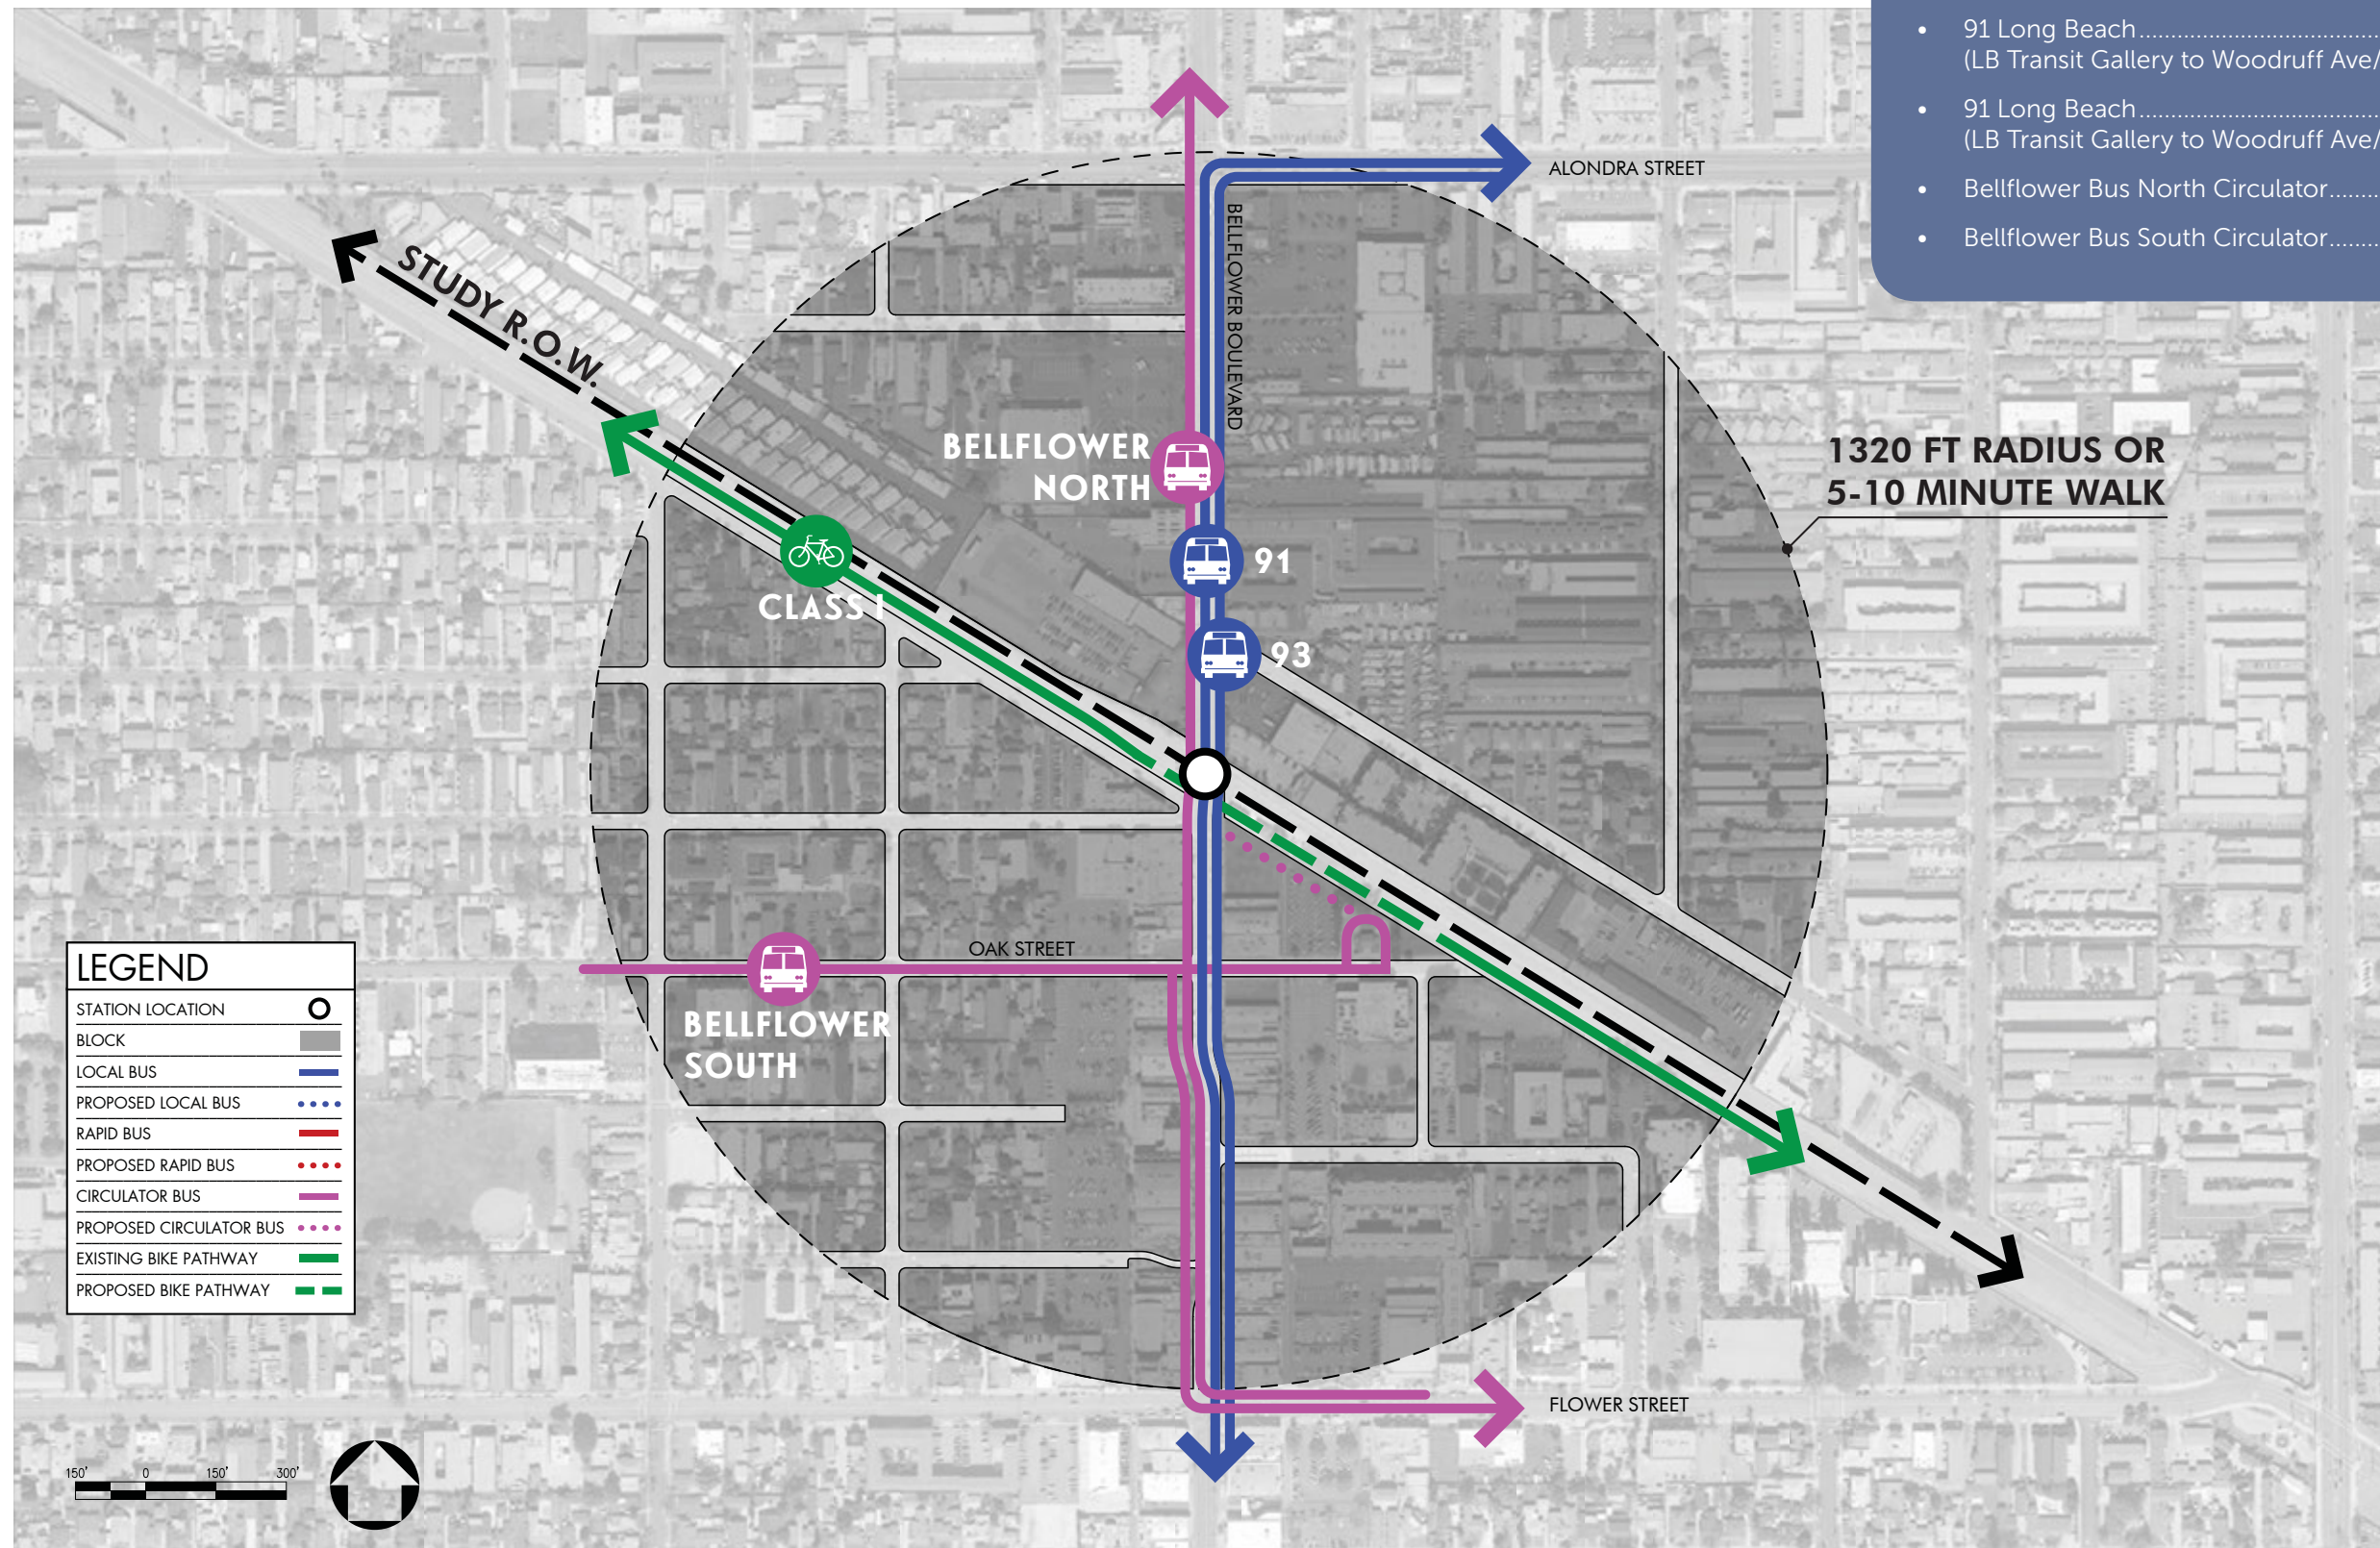 • 91 Long Beach
(LB Transit Gallery to Woodruff Ave/
• 91 Long Beach
(LB Transit Gallery to Woodruff Ave/
• Bellflower Bus North Circulator
• Bellflower Bus South Circulator
ALONDRA STREET
BELLFLOWER BOULEVARD
STUDY R.O.W.
BELLFLOWER
NORTH
1320 FT RADIUS OR
5-10 MINUTE WALK
91
CLASS I
93
OAK STREET
BELLFLOWER
SOUTH
LEGEND
STATION LOCATION
BLOCK
LOCAL BUS
PROPOSED LOCAL BUS
RAPID BUS
PROPOSED RAPID BUS
CIRCULATOR BUS
PROPOSED CIRCULATOR BUS
EXISTING BIKE PATHWAY
PROPOSED BIKE PATHWAY
FLOWER STREET
150' 0 150' 300'